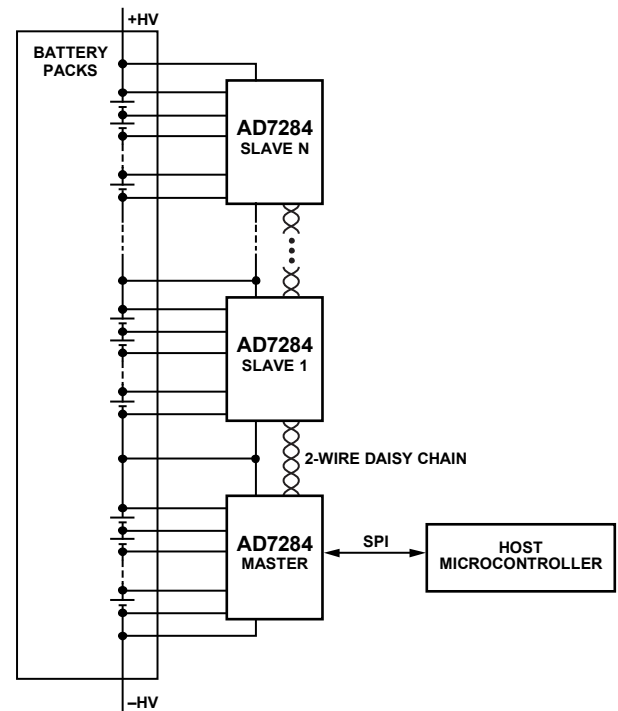 +HV
BATTERY
PACKS
AD7284
SLAVE N
AD7284
SLAVE 1
2-WIRE DAISY CHAIN
AD7284
MASTER
SPI
HOST
MICROCONTROLLER
–HV